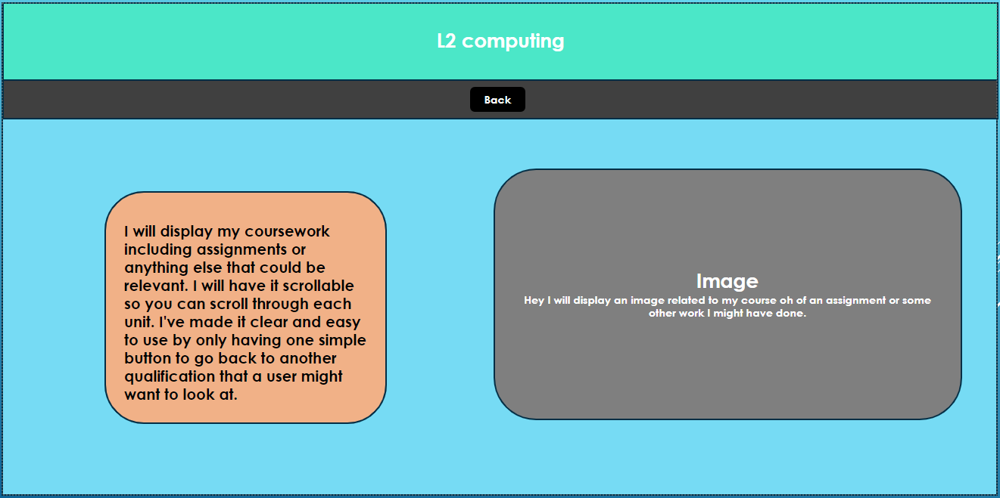 L2 computing
Back
I will display my coursework
including assignments or
anything else that could be
relevant. I will have it scrollable
so you can scroll through each
unit. I've made it clear and easy
to use by only having one simple
button to go back to another
qualification that a user might
want to look at.
Image
Hey I will display an image related to my course oh of an assignment or some
other work I might have done.